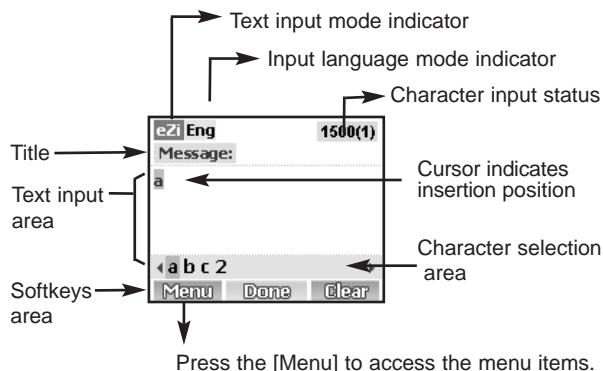 Text input mode indicator
Input language mode indicator
Character input status
eZi Eng 1500(1)
Title
Message:
Text input
area
a
Cursor indicates
insertion position
a b c 2
Character selection
area
Softkeys
area
Menu Done Clear
Press the [Menu] to access the menu items.